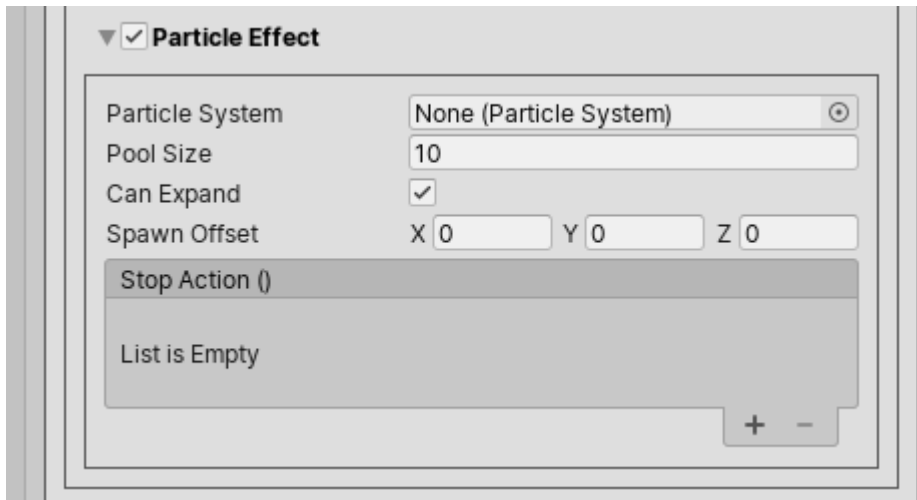 Particle Effect
Particle System None (Particle System)
Pool Size 10
Can Expand
Spawn Offset X 0 Y 0 Z 0
Stop Action ()
List is Empty
+ −